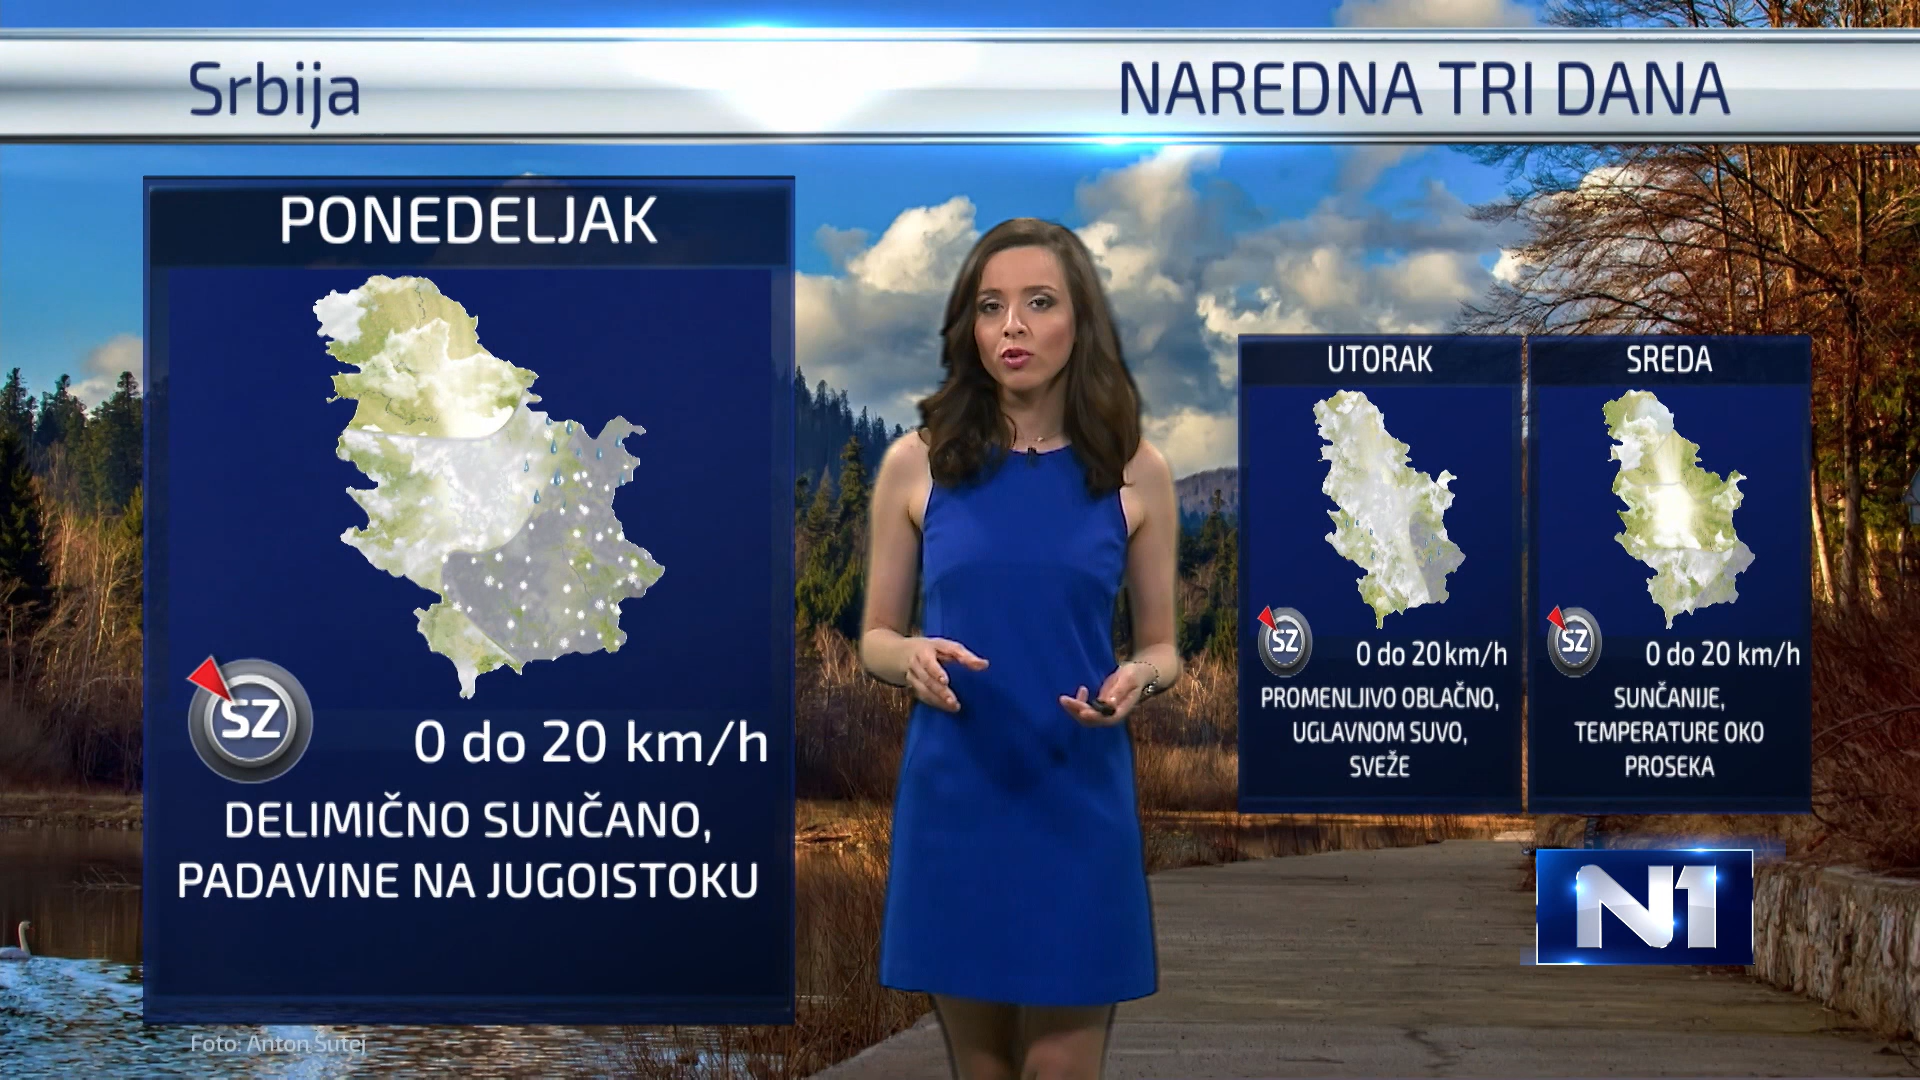 Srbija
NAREDNA TRI DANA
PONEDELJAK
SZ
0 do 20 km/h
DELIMIČNO SUNČANO,
PADAVINE NA JUGOISTOKU
UTORAK
SZ
0 do 20 km/h
PROMENLJIVO OBLAČNO,
UGLAVNOM SUVO,
SVEŽE
SREDA
SZ
0 do 20 km/h
SUNČANIJE,
TEMPERATURE OKO
PROSEKA
N1
Foto: Anton Šutej